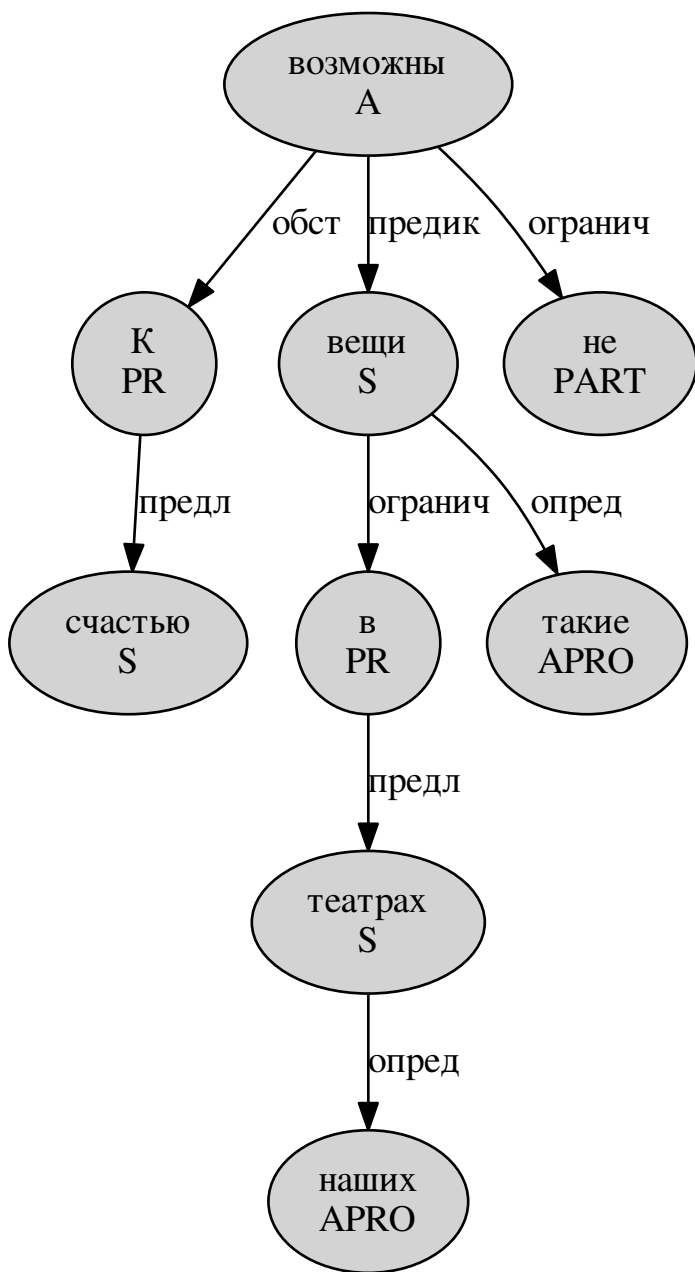 возможны
A
обст
предик
огранич
К
PR
вещи
S
не
PART
предл
огранич
опред
счастью
S
в
PR
такие
APRO
предл
театрах
S
опред
наших
APRO